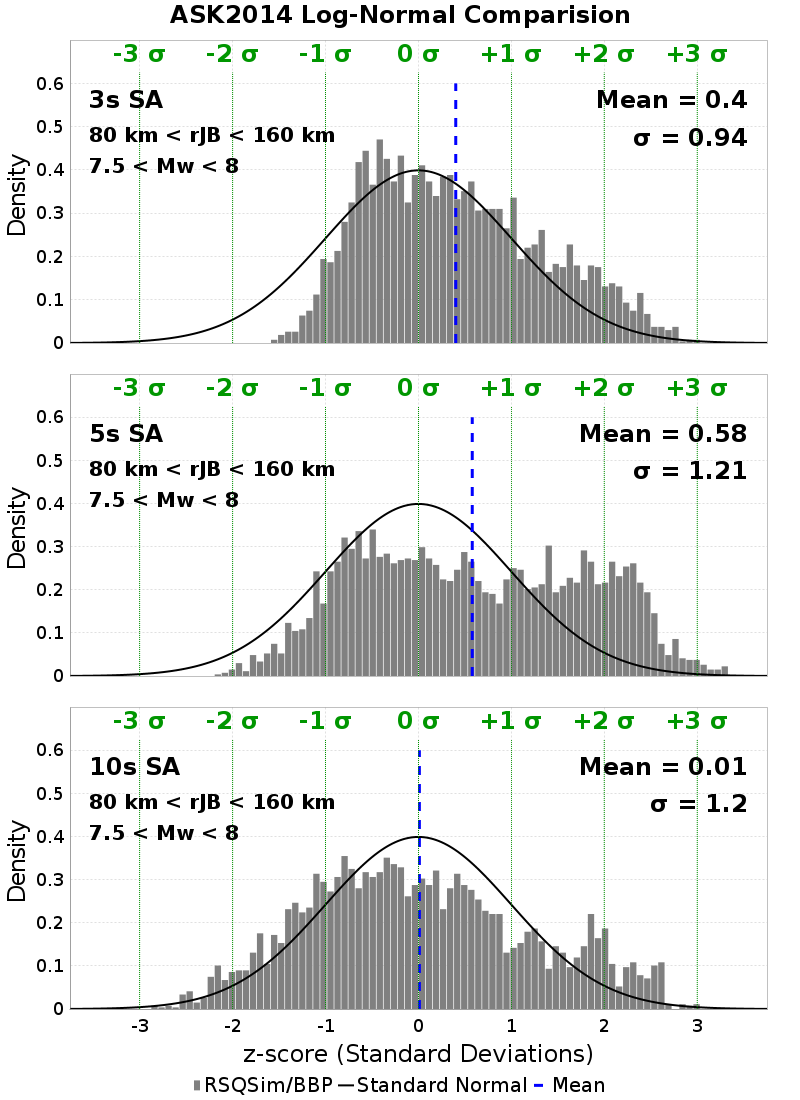 ASK2014 Log-Normal Comparision
-3 σ -2 σ -1 σ 0 σ +1 σ +2 σ +3 σ
3s SA
80 km < rJB < 160 km
7.5 < Mw < 8
Mean = 0.4
σ = 0.94
Density
0.6
0.5
0.4
0.3
0.2
0.1
0
-3 σ -2 σ -1 σ 0 σ +1 σ +2 σ +3 σ
5s SA
80 km < rJB < 160 km
7.5 < Mw < 8
Mean = 0.58
σ = 1.21
Density
0.6
0.5
0.4
0.3
0.2
0.1
0
-3 σ -2 σ -1 σ 0 σ +1 σ +2 σ +3 σ
10s SA
80 km < rJB < 160 km
7.5 < Mw < 8
Mean = 0.01
σ = 1.2
Density
0.6
0.5
0.4
0.3
0.2
0.1
0
-3 -2 -1 0 1 2 3
z-score (Standard Deviations)
RSQSim/BBP Standard Normal Mean